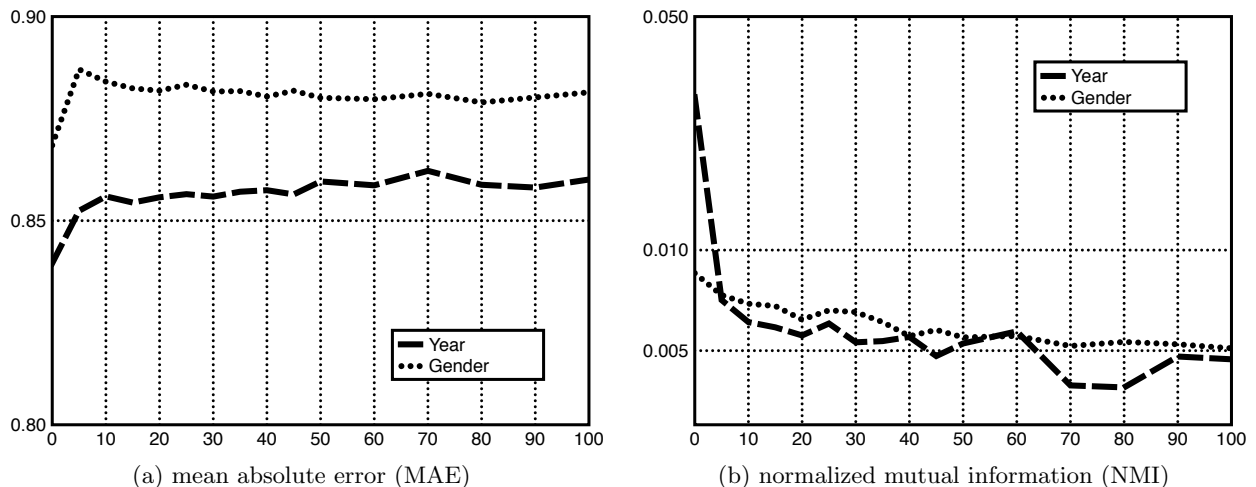 0.90
0.85
0.80
Year
Gender
0 10 20 30 40 50 60 70 80 90 100
(a) mean absolute error (MAE)
0.050
0.010
0.005
Year
Gender
0 10 20 30 40 50 60 70 80 90 100
(b) normalized mutual information (NMI)